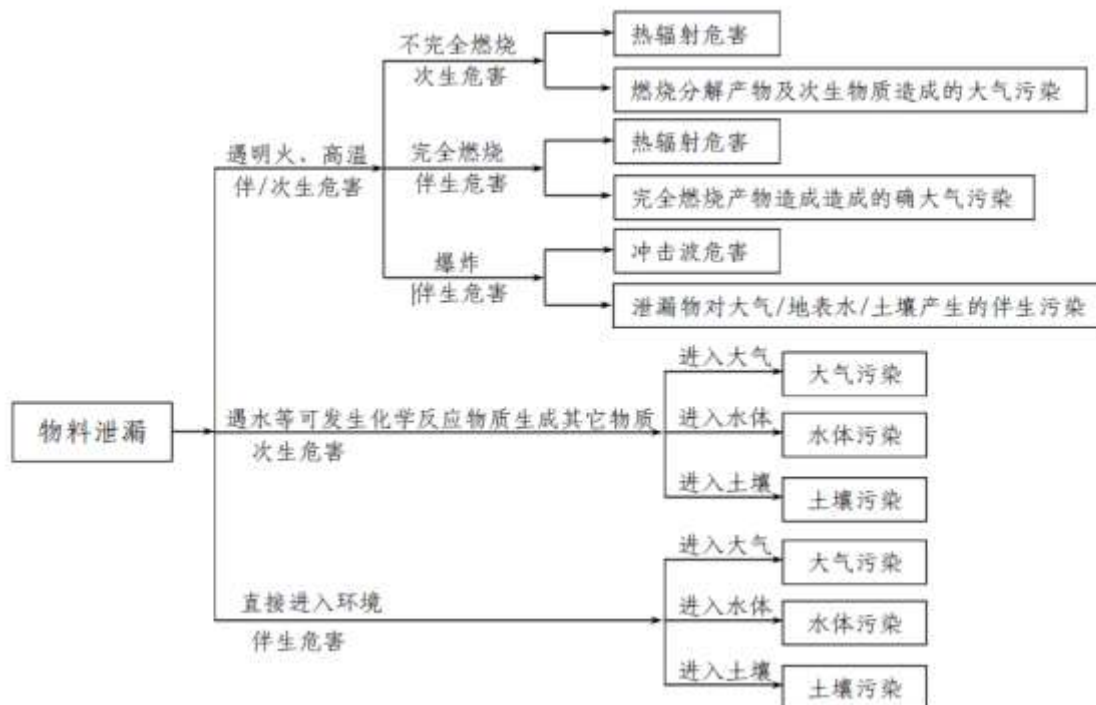 不完全燃烧
次生危害
热辐射危害
燃烧分解产物及次生物质造成的大气污染
遇明火、高温
伴/次生危害
完全燃烧
伴生危害
热辐射危害
完全燃烧产物造成造成的确大气污染
爆炸
伴生危害
冲击波危害
泄漏物对大气/地表水/土壤产生的伴生污染
物料泄漏
遇水等可发生化学反应物质生成其它物质
次生危害
进入大气
大气污染
进入水体
水体污染
进入土壤
土壤污染
直接进入环境
伴生危害
进入大气
大气污染
进入水体
水体污染
进入土壤
土壤污染